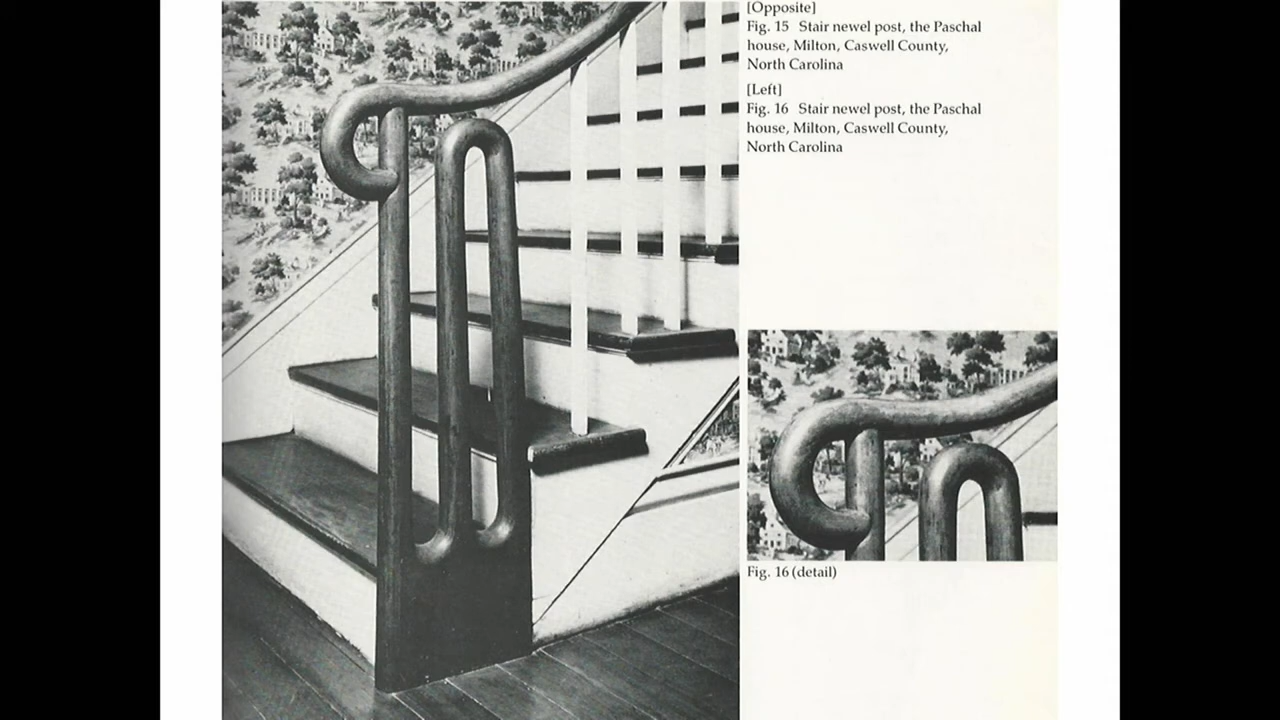 [Opposite]
Fig. 15 Stair newel post, the Paschal
house, Milton, Caswell County,
North Carolina
[Left]
Fig. 16 Stair newel post, the Paschal
house, Milton, Caswell County,
North Carolina
Fig. 16 (detail)